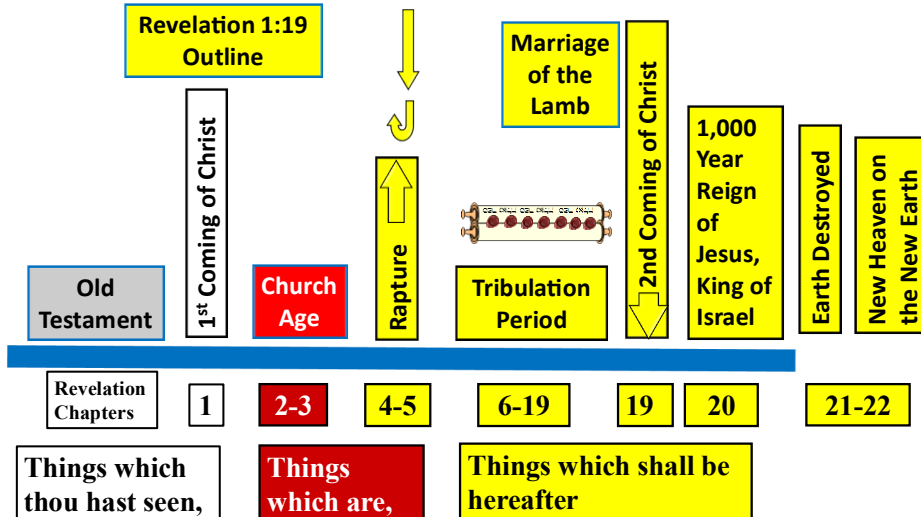 Revelation 1:19
Outline
Marriage
of the
Lamb
Old
Testament
1st Coming of Christ
Church
Age
Rapture
Tribulation
Period
2nd Coming of Christ
1,000
Year
Reign
of
Jesus,
King of
Israel
Earth Destroyed
New Heaven on
the New Earth
Revelation
Chapters
1
2-3
4-5
6-19
19
20
21-22
Things which
thou hast seen,
Things
which are,
Things which shall be
hereafter